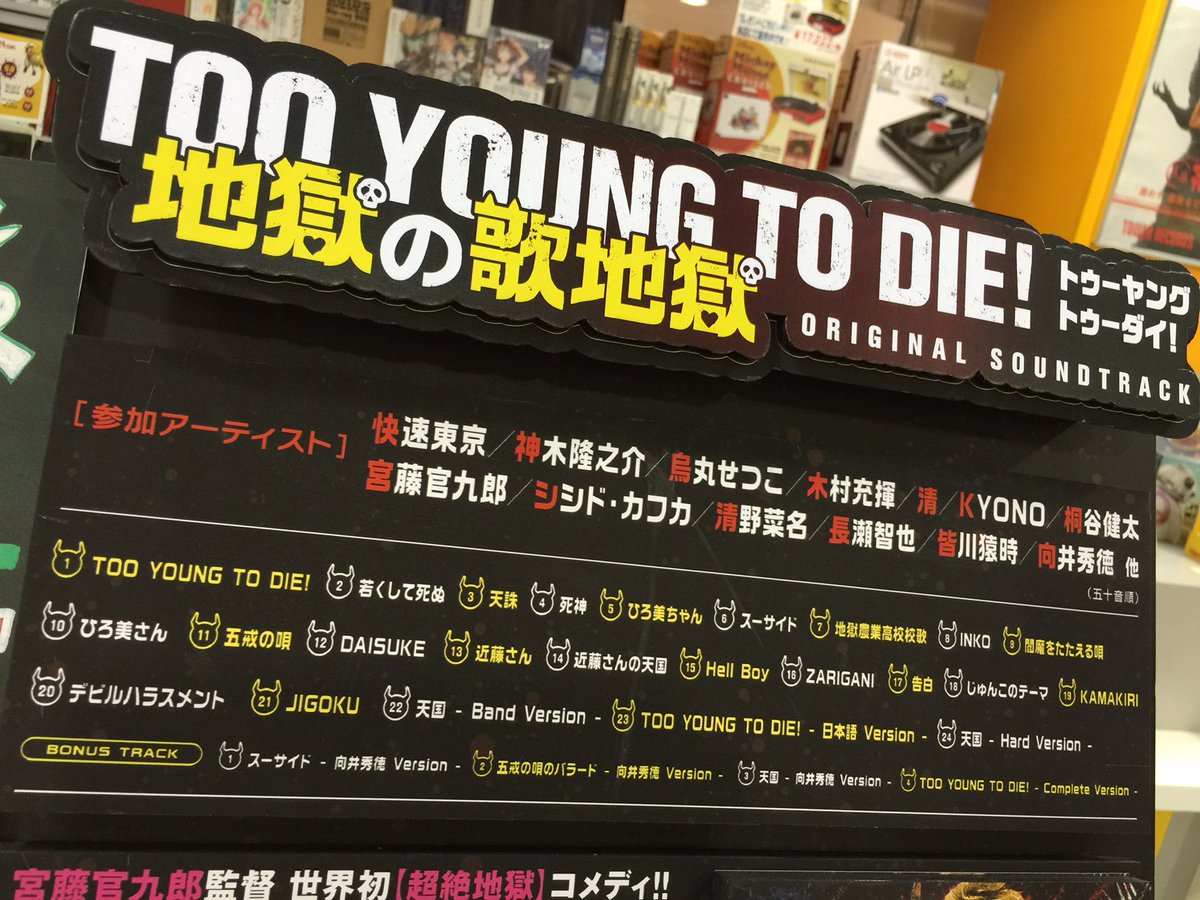 TOO YOUNG TO DIE!
地獄の歌地獄
トゥーヤング
トゥーダイ!
ORIGINAL SOUNDTRACK
[参加アーティスト] 快速東京/神木隆之介/烏丸せつこ/木村充揮/清/KYONO/桐谷健太
宮藤官九郎/シシド・カフカ/清野菜名/長瀬智也/皆川猿時/向井秀徳 他
(五十音順)
1 TOO YOUNG TO DIE! 2 若くして死ぬ 3 天誅 4 死神 5 ひろ美ちゃん 6 スーサイド 7 地獄農業高校校歌 8 INKO 9 閻魔をたたえる唄
10 ひろ美さん 11 五戒の唄 12 DAISUKE 13 近藤さん 14 近藤さんの天国 15 Hell Boy 16 ZARIGANI 17 告白 18 じゅんこのテーマ 19 KAMAKIRI
20 デビルハラスメント 21 JIGOKU 22 天国 - Band Version - 23 TOO YOUNG TO DIE! - 日本語 Version - 24 天国 - Hard Version -
BONUS TRACK 1 スーサイド - 向井秀徳 Version - 2 五戒の唄のバラード - 向井秀徳 Version - 3 天国 - 向井秀徳 Version - 4 TOO YOUNG TO DIE! - Complete Version -
宮藤官九郎監督 世界初【超絶地獄】コメディ!!
Air LP
TOWER RECORDS